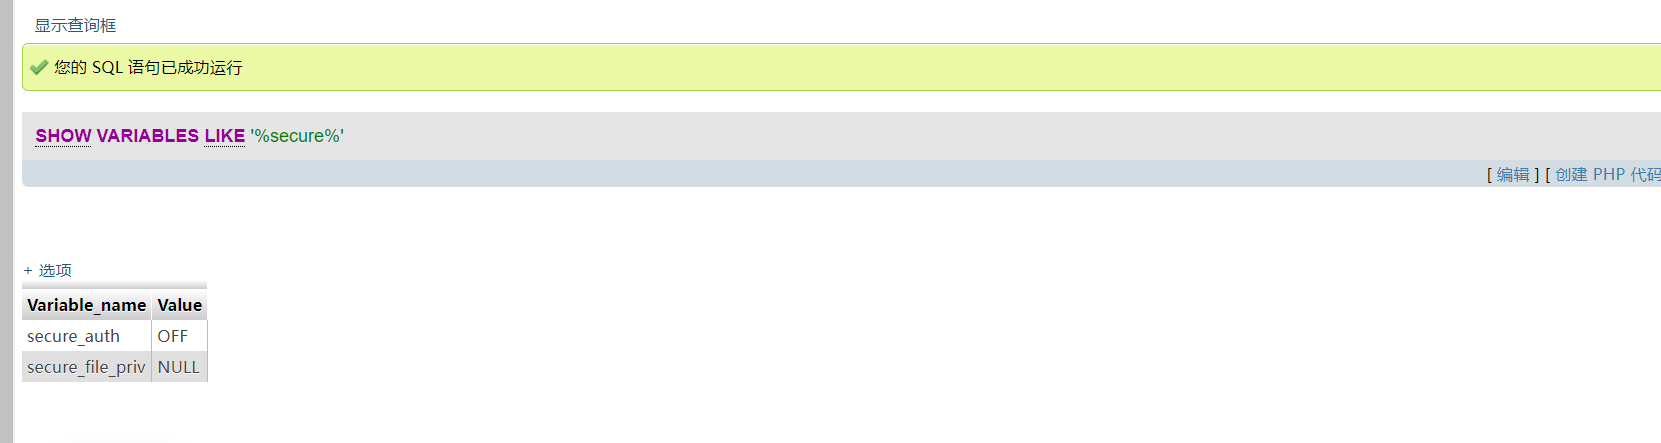 显示查询框
您的 SQL 语句已成功运行
SHOW VARIABLES LIKE '%secure%'
[ 编辑 ] [ 创建 PHP 代码
+ 选项
Variable_name Value
secure_auth OFF
secure_file_priv NULL